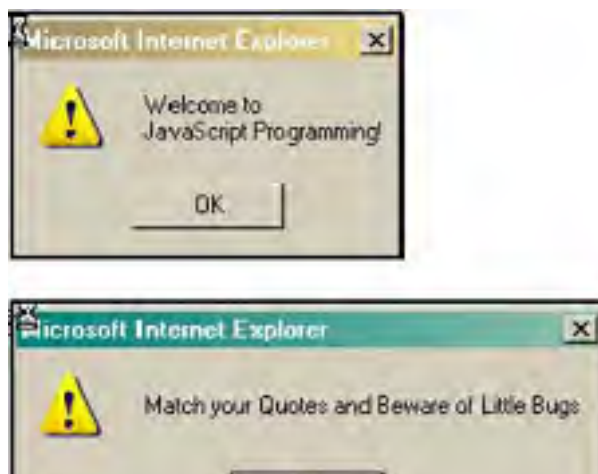 Microsoft Internet Explorer
Welcome to
JavaScript Programming!
OK
Microsoft Internet Explorer
Match your Quotes and Beware of Little Bugs